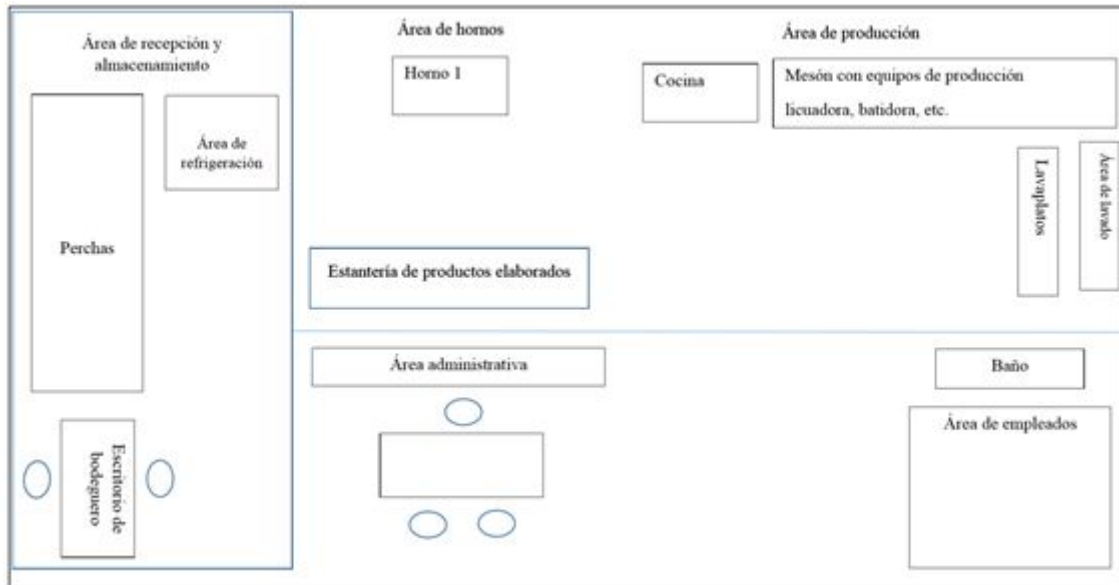 Área de recepción y
almacenamiento
Área de hornos
Área de producción
Horno 1
Cocina
Mesón con equipos de producción
licuadora, batidora, etc.
Área de
refrigeración
Perchas
Lavaplatos
Área de lavado
Estantería de productos elaborados
Área administrativa
Baño
Área de empleados
Escritorio de
bodeguero